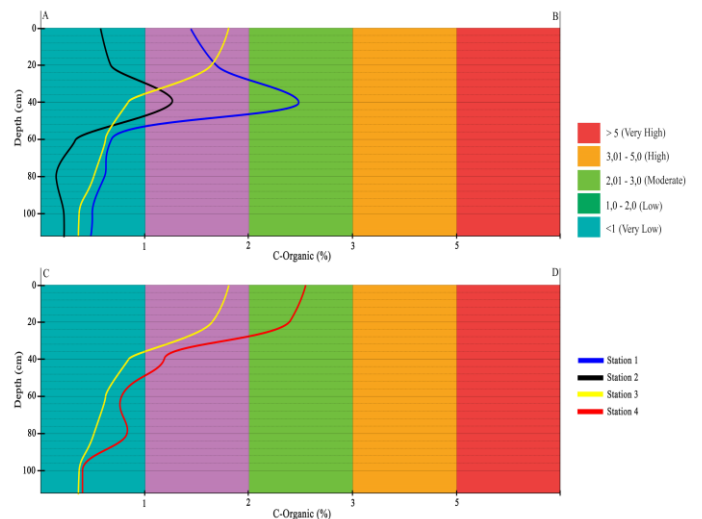 A
B
0
20
40
60
80
100
Depth (cm)
1
2
3
5
C-Organic (%)
> 5 (Very High)
3,01 - 5,0 (High)
2,01 - 3,0 (Moderate)
1,0 - 2,0 (Low)
<1 (Very Low)
C
D
0
20
40
60
80
100
Depth (cm)
1
2
3
5
C-Organic (%)
Station 1
Station 2
Station 3
Station 4